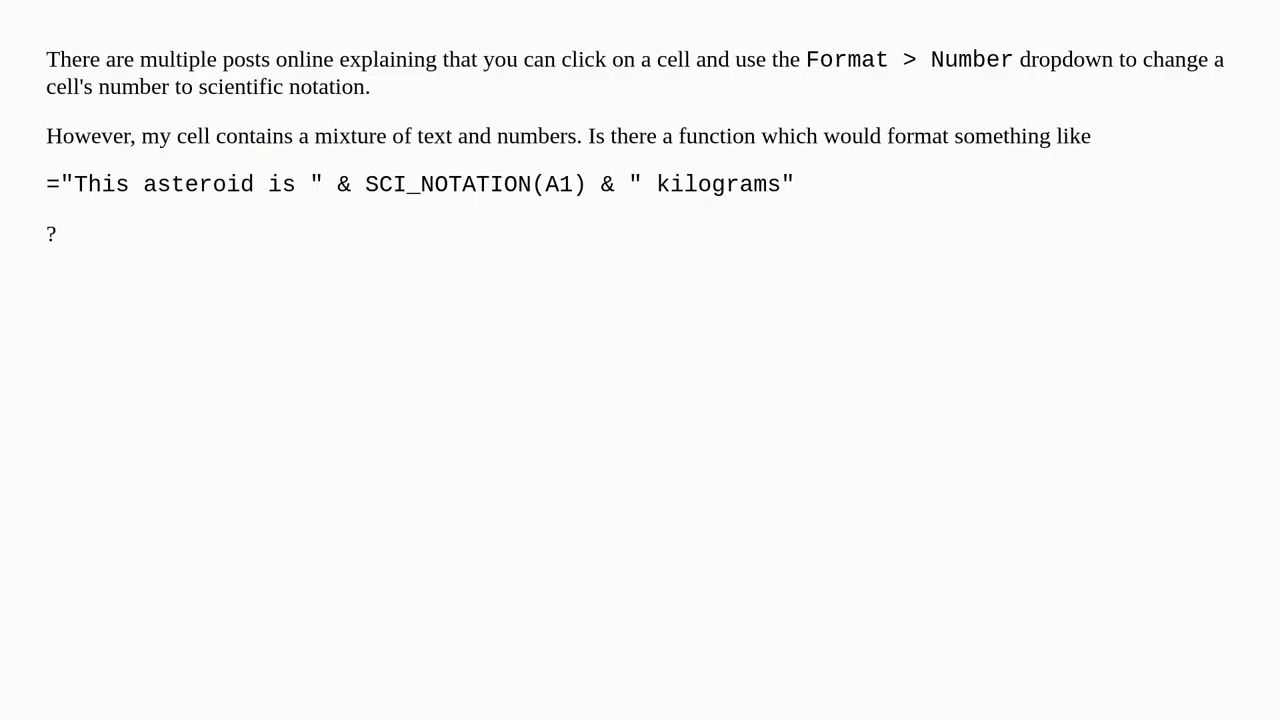 There are multiple posts online explaining that you can click on a cell and use the Format > Number dropdown to change a
cell's number to scientific notation.
However, my cell contains a mixture of text and numbers. Is there a function which would format something like
="This asteroid is " & SCI_NOTATION(A1) & " kilograms"
?